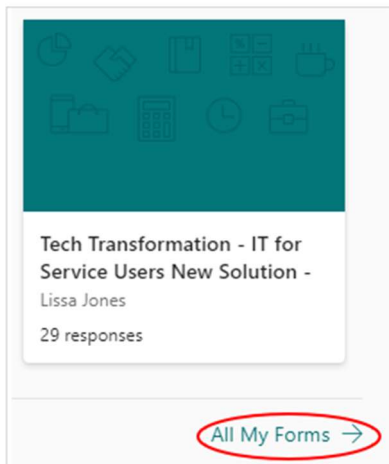 Tech Transformation - IT for
Service Users New Solution -
Lissa Jones
29 responses
All My Forms →